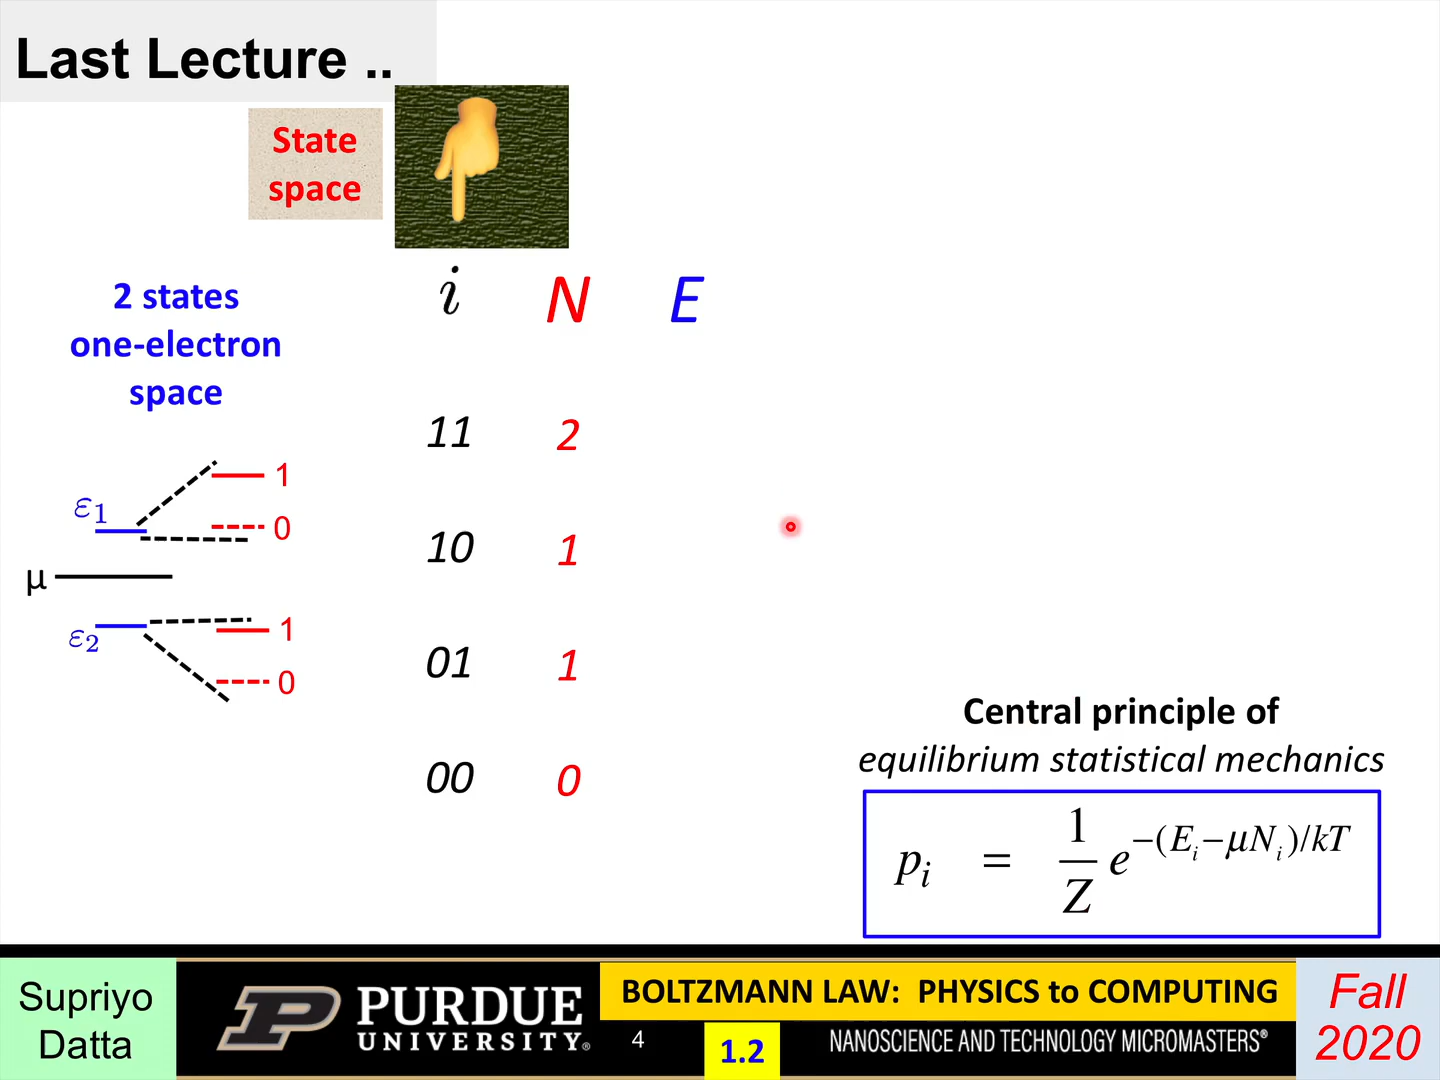 Last Lecture ..
State
space
2 states
one-electron
space
i N E
11 2
10 1
01 1
00 0
ε₁
1
0
μ
ε₂
1
0
Central principle of
equilibrium statistical mechanics
pᵢ = 1/Z e^−(Eᵢ−μNᵢ)/kT
Supriyo
Datta
PURDUE
UNIVERSITY®
4
BOLTZMANN LAW: PHYSICS to COMPUTING
1.2
NANOSCIENCE AND TECHNOLOGY MICROMASTERS®
Fall
2020